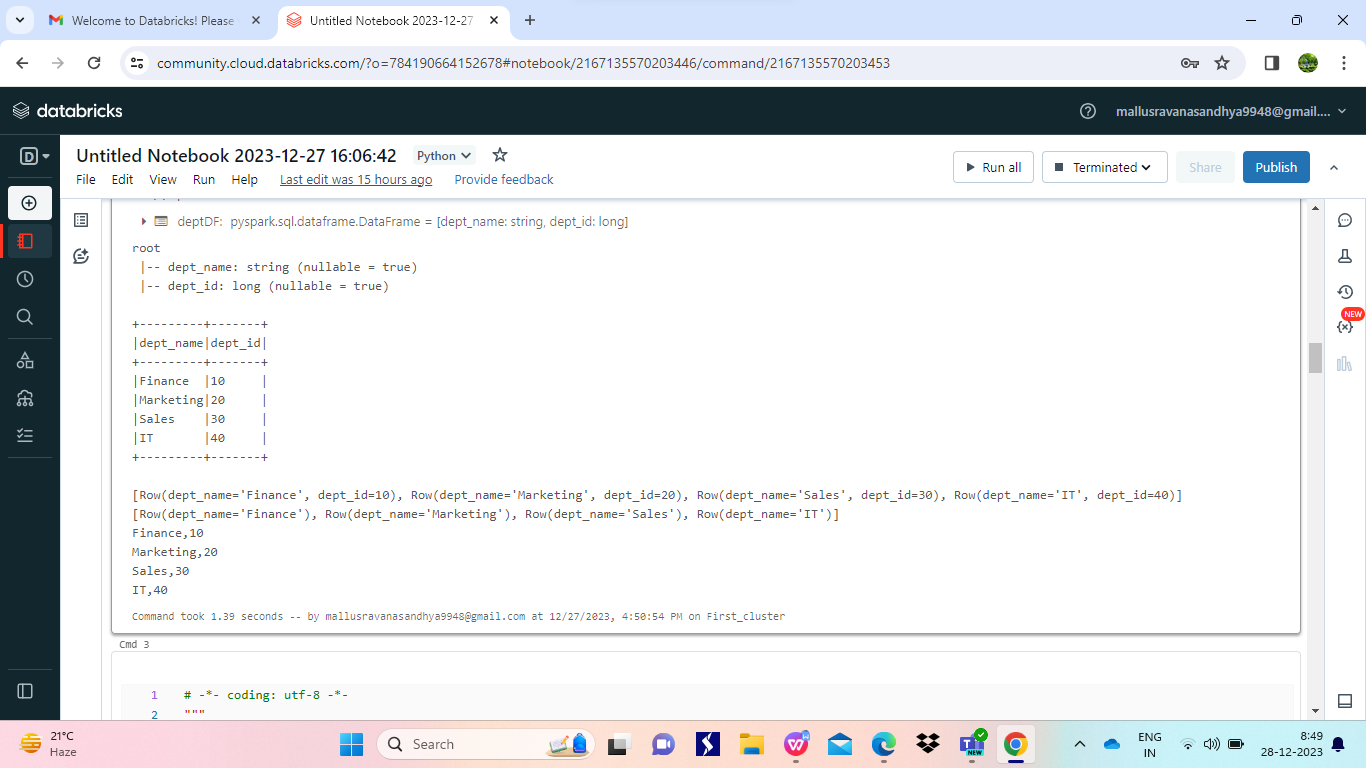 Welcome to Databricks! Please
Untitled Notebook 2023-12-27
community.cloud.databricks.com/?o=784190664152678#notebook/2167135570203446/command/2167135570203453
databricks
mallusravanasandhya9948@gmail....
D
Untitled Notebook 2023-12-27 16:06:42
Python
Run all
Terminated
Share
Publish
File Edit View Run Help Last edit was 15 hours ago Provide feedback
deptDF: pyspark.sql.dataframe.DataFrame = [dept_name: string, dept_id: long]
root
|-- dept_name: string (nullable = true)
|-- dept_id: long (nullable = true)
+---------+-------+
|dept_name|dept_id|
+---------+-------+
|Finance  |10     |
|Marketing|20     |
|Sales    |30     |
|IT       |40     |
+---------+-------+
[Row(dept_name='Finance', dept_id=10), Row(dept_name='Marketing', dept_id=20), Row(dept_name='Sales', dept_id=30), Row(dept_name='IT', dept_id=40)]
[Row(dept_name='Finance'), Row(dept_name='Marketing'), Row(dept_name='Sales'), Row(dept_name='IT')]
Finance,10
Marketing,20
Sales,30
IT,40
Command took 1.39 seconds -- by mallusravanasandhya9948@gmail.com at 12/27/2023, 4:50:54 PM on First_cluster
NEW
Cmd 3
1 # -*- coding: utf-8 -*-
2 """
21°C
Haze
Search
NEW
ENG
IN
8:49
28-12-2023